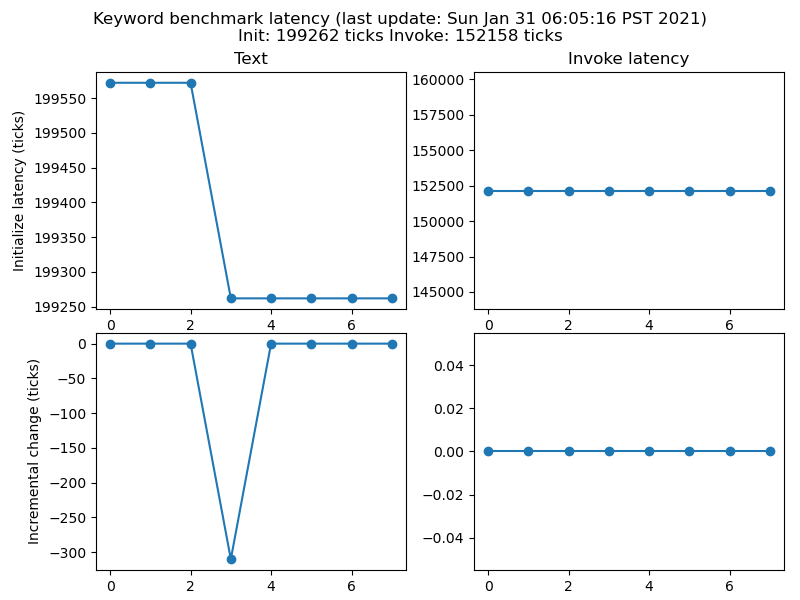 Keyword benchmark latency (last update: Sun Jan 31 06:05:16 PST 2021)
Init: 199262 ticks Invoke: 152158 ticks
Text
Initialize latency (ticks)
199550
199500
199450
199400
199350
199300
199250
0 2 4 6
Invoke latency
160000
157500
155000
152500
150000
147500
145000
0 2 4 6
Incremental change (ticks)
0
−50
−100
−150
−200
−250
−300
0 2 4 6
0.04
0.02
0.00
−0.02
−0.04
0 2 4 6